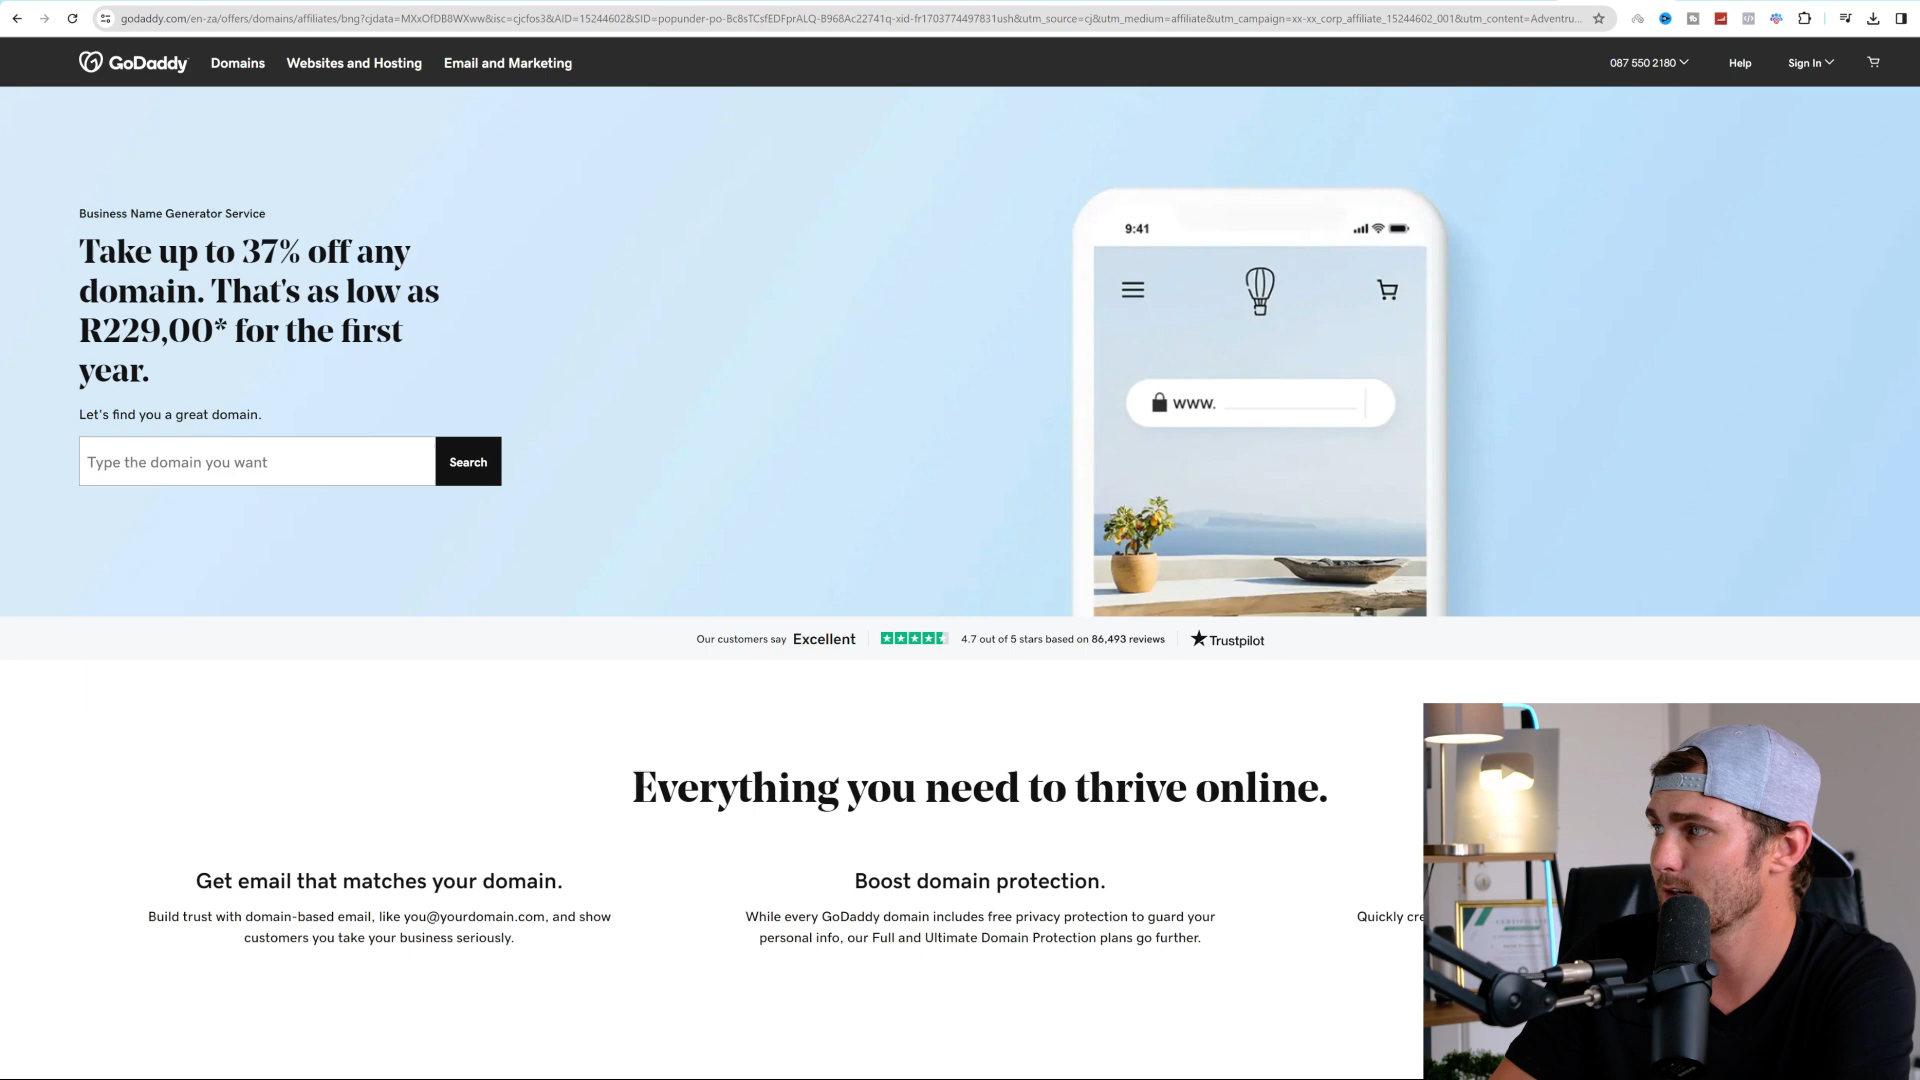 godaddy.com/en-za/offers/domains/affiliates/bng?cjdata=MXxOfDB8WXww&isc=cjcfos3&AID=15244602&SID=popunder-po-Bc8sTCsfEDFprALQ-B968Ac22741q-xid-fr1703774497831ush&utm_source=cj&utm_medium=affiliate&utm_campaign=xx-xx_corp_affiliate_15244602_001&utm_content=Adventru...
GoDaddy Domains Websites and Hosting Email and Marketing 087 550 2180 Help Sign In
Business Name Generator Service
Take up to 37% off any
domain. That's as low as
R229,00* for the first
year.
Let's find you a great domain.
Type the domain you want Search
9:41
www.
Our customers say Excellent 4.7 out of 5 stars based on 86,493 reviews Trustpilot
Everything you need to thrive online.
Get email that matches your domain.
Build trust with domain-based email, like you@yourdomain.com, and show
customers you take your business seriously.
Boost domain protection.
While every GoDaddy domain includes free privacy protection to guard your
personal info, our Full and Ultimate Domain Protection plans go further.
Quickly cre
CERTIFICATE